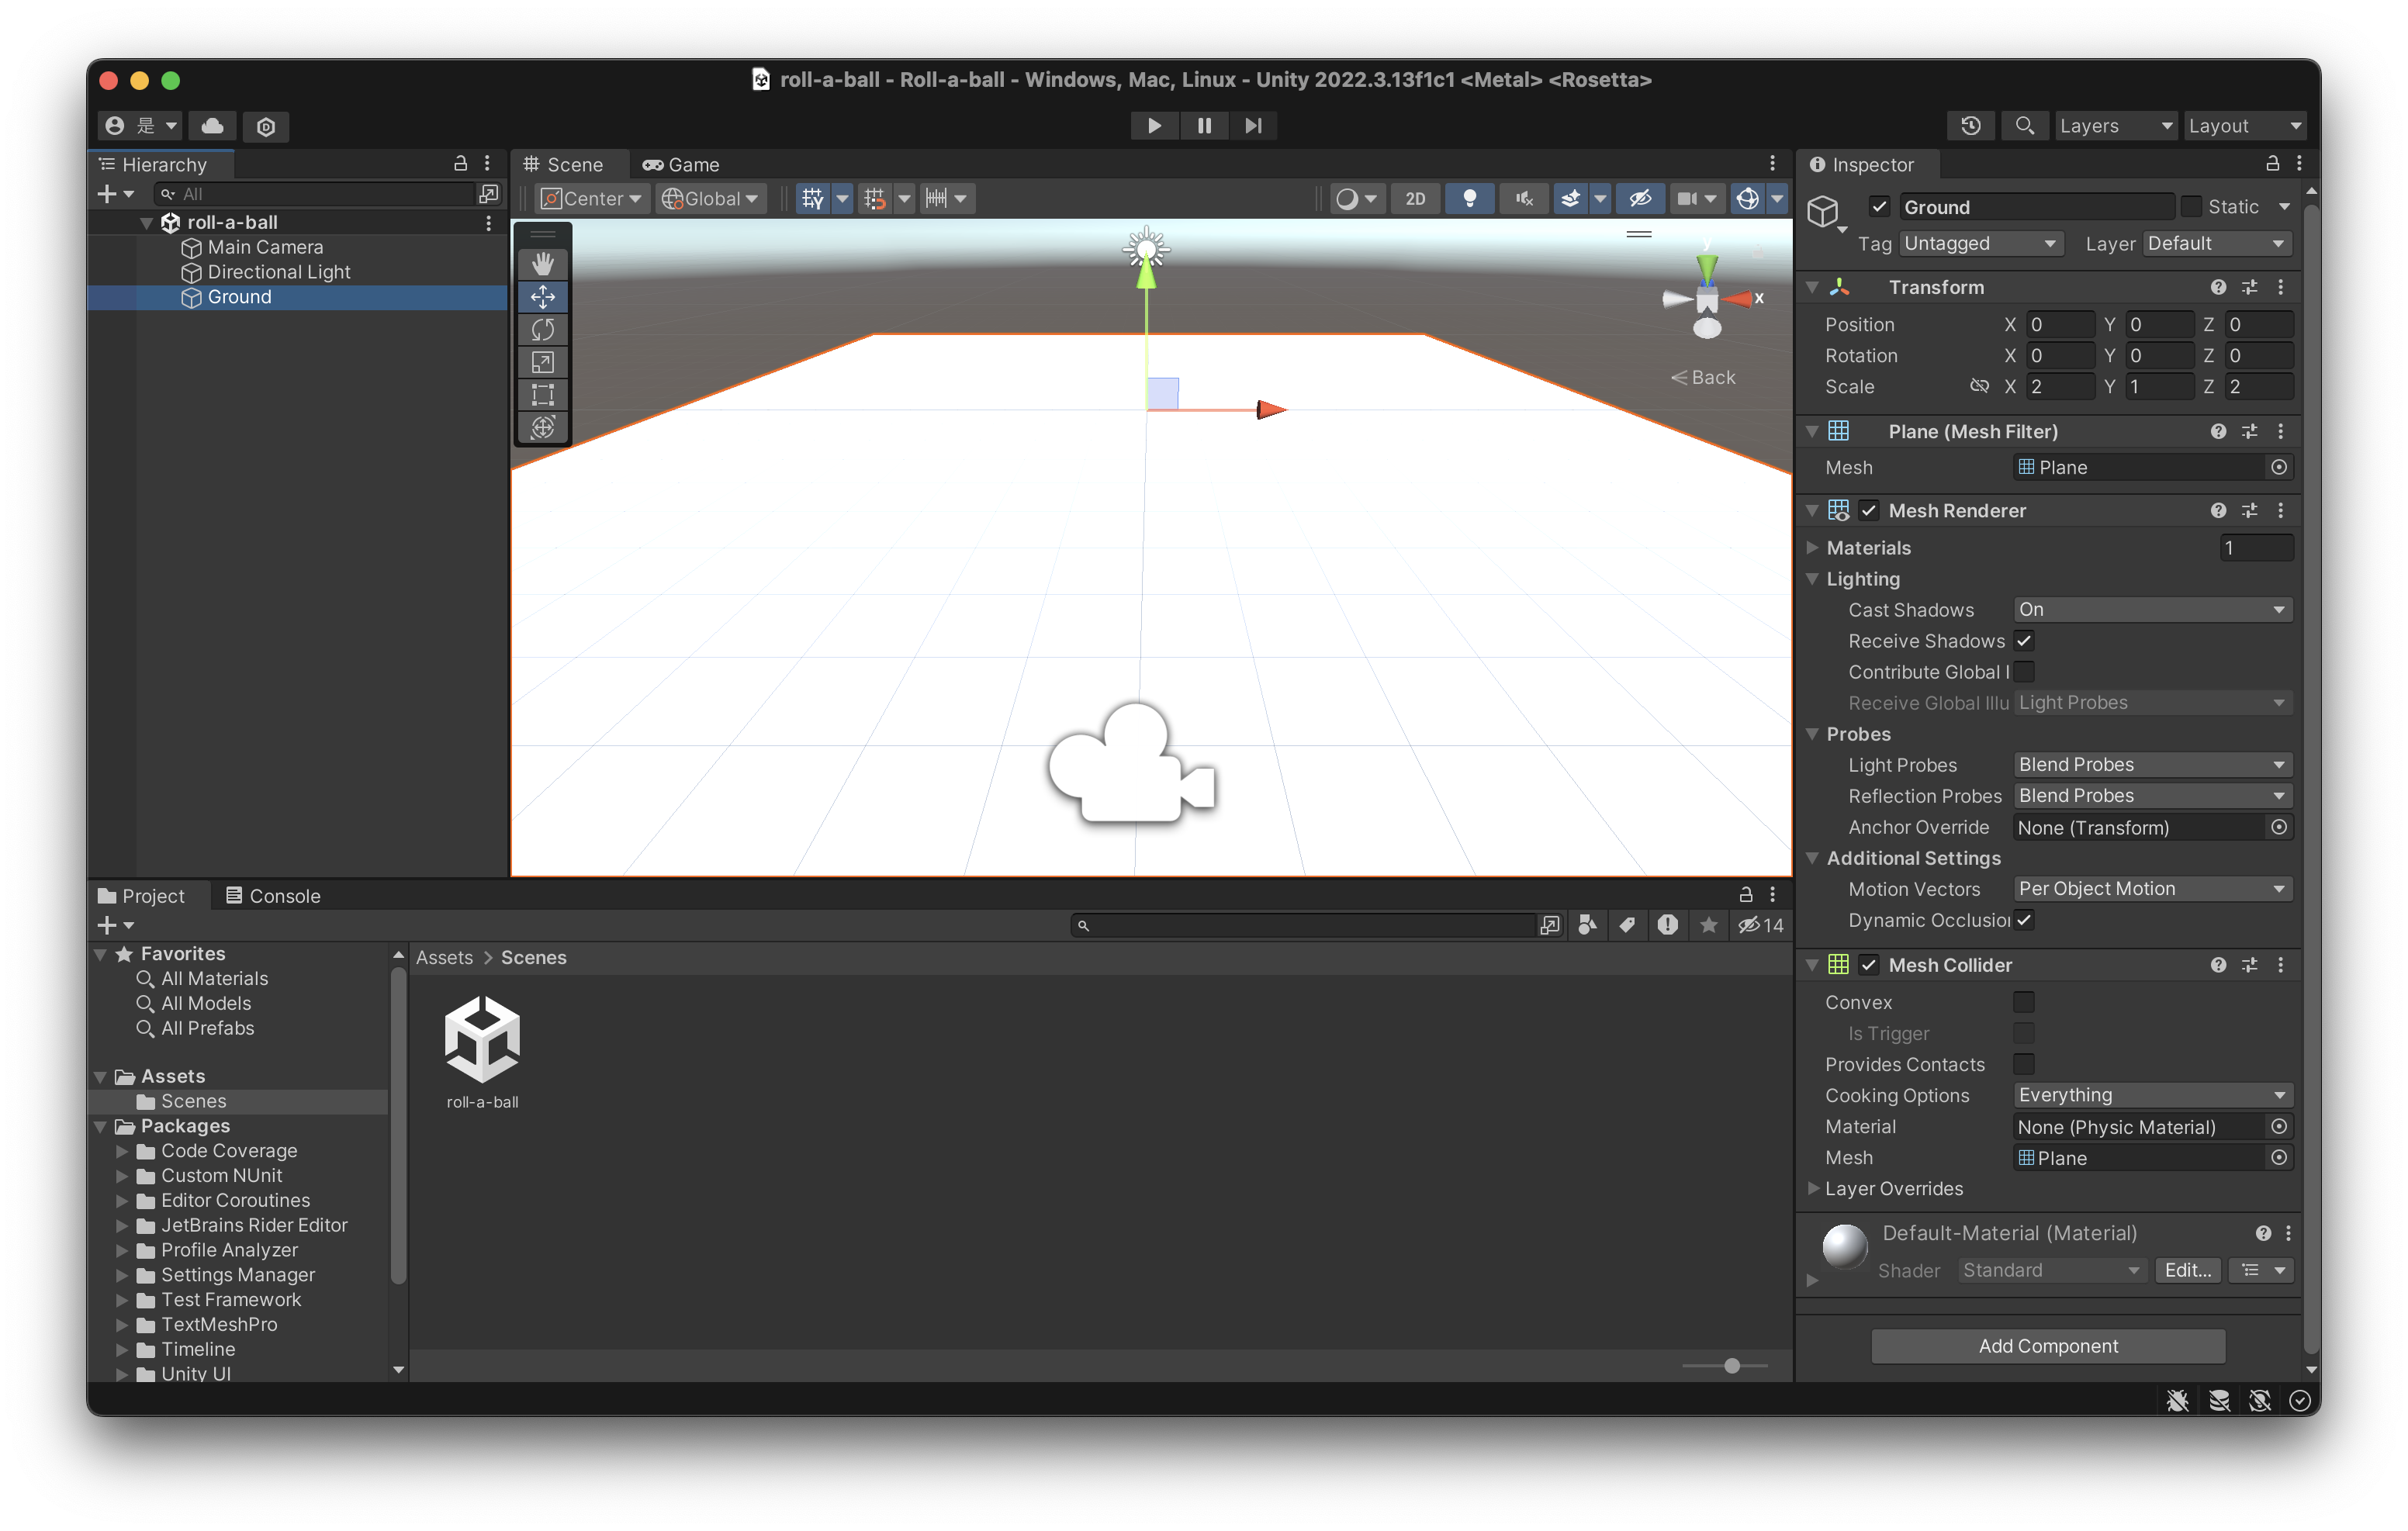 roll-a-ball - Roll-a-ball - Windows, Mac, Linux - Unity 2022.3.13f1c1 <Metal> <Rosetta>
是
Layers
Layout
Hierarchy
All
roll-a-ball
Main Camera
Directional Light
Ground
Scene
Game
Center
Global
2D
y
x
Back
Inspector
Ground
Static
Tag Untagged
Layer Default
Transform
Position X 0 Y 0 Z 0
Rotation X 0 Y 0 Z 0
Scale X 2 Y 1 Z 2
Plane (Mesh Filter)
Mesh Plane
Mesh Renderer
Materials 1
Lighting
Cast Shadows On
Receive Shadows
Contribute Global I
Receive Global Illu Light Probes
Probes
Light Probes Blend Probes
Reflection Probes Blend Probes
Anchor Override None (Transform)
Additional Settings
Motion Vectors Per Object Motion
Dynamic Occlusion
Mesh Collider
Convex
Is Trigger
Provides Contacts
Cooking Options Everything
Material None (Physic Material)
Mesh Plane
Layer Overrides
Default-Material (Material)
Shader Standard Edit...
Add Component
Project
Console
14
Favorites
All Materials
All Models
All Prefabs
Assets
Scenes
Packages
Code Coverage
Custom NUnit
Editor Coroutines
JetBrains Rider Editor
Profile Analyzer
Settings Manager
Test Framework
TextMeshPro
Timeline
Unity UI
Assets > Scenes
roll-a-ball